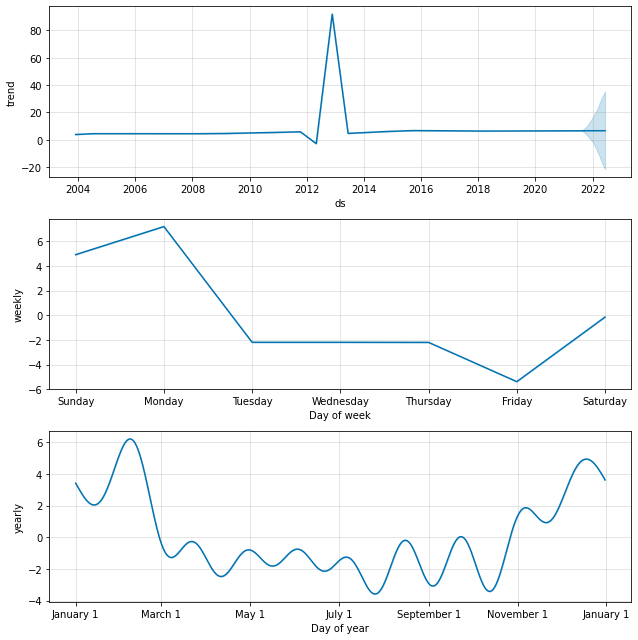 80
60
40
20
0
−20
trend
2004 2006 2008 2010 2012 2014 2016 2018 2020 2022
ds
6
4
2
0
−2
−4
−6
weekly
Sunday Monday Tuesday Wednesday Thursday Friday Saturday
Day of week
6
4
2
0
−2
−4
yearly
January 1 March 1 May 1 July 1 September 1 November 1 January 1
Day of year